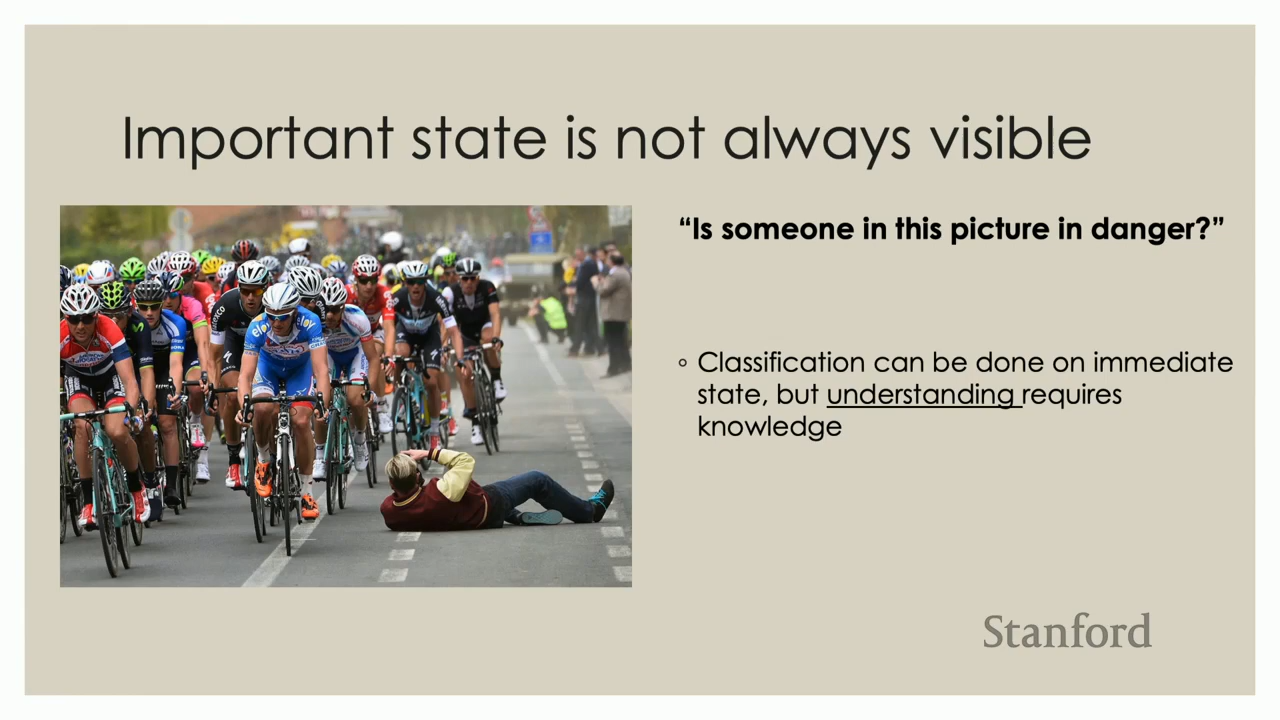 Important state is not always visible
“Is someone in this picture in danger?”
◦ Classification can be done on immediate
state, but understanding requires
knowledge
Stanford